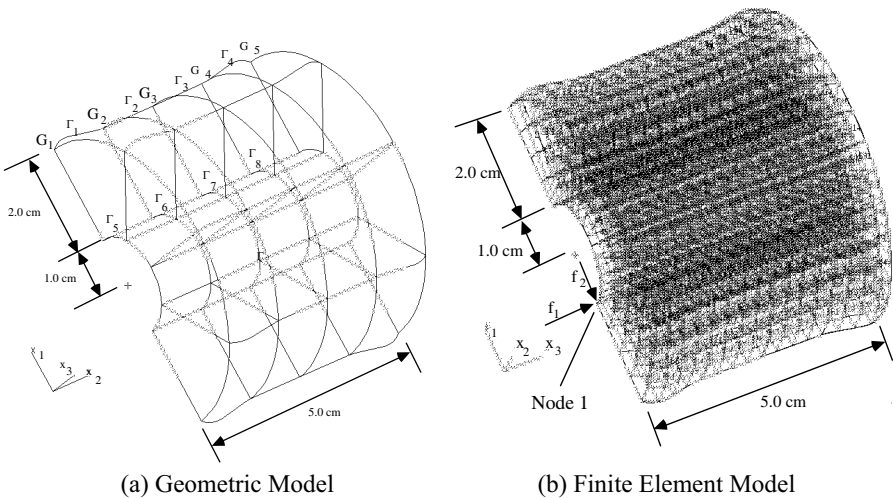 G1
Γ1
G2
Γ2
G3
Γ3
G4
Γ4
G5
Γ5
Γ6
Γ7
Γ8
2.0 cm
1.0 cm
5.0 cm
1
x3
x2
(a) Geometric Model
2.0 cm
1.0 cm
f2
f1
1
x2
x3
Node 1
5.0 cm
(b) Finite Element Model